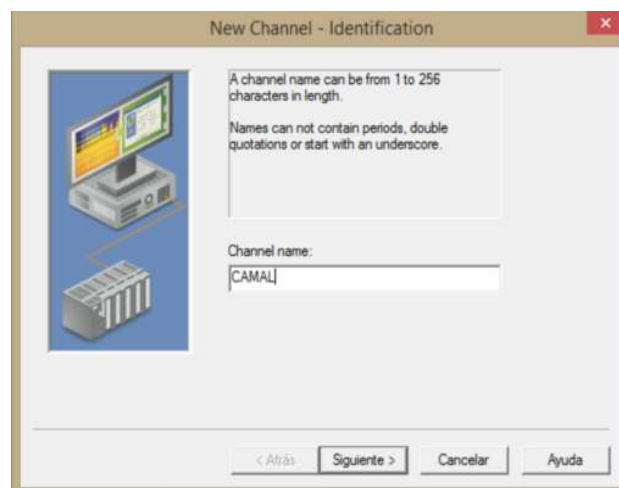 New Channel - Identification
A channel name can be from 1 to 256
characters in length.
Names can not contain periods, double
quotations or start with an underscore.
Channel name:
CAMAL
< Atrás Siguiente > Cancelar Ayuda